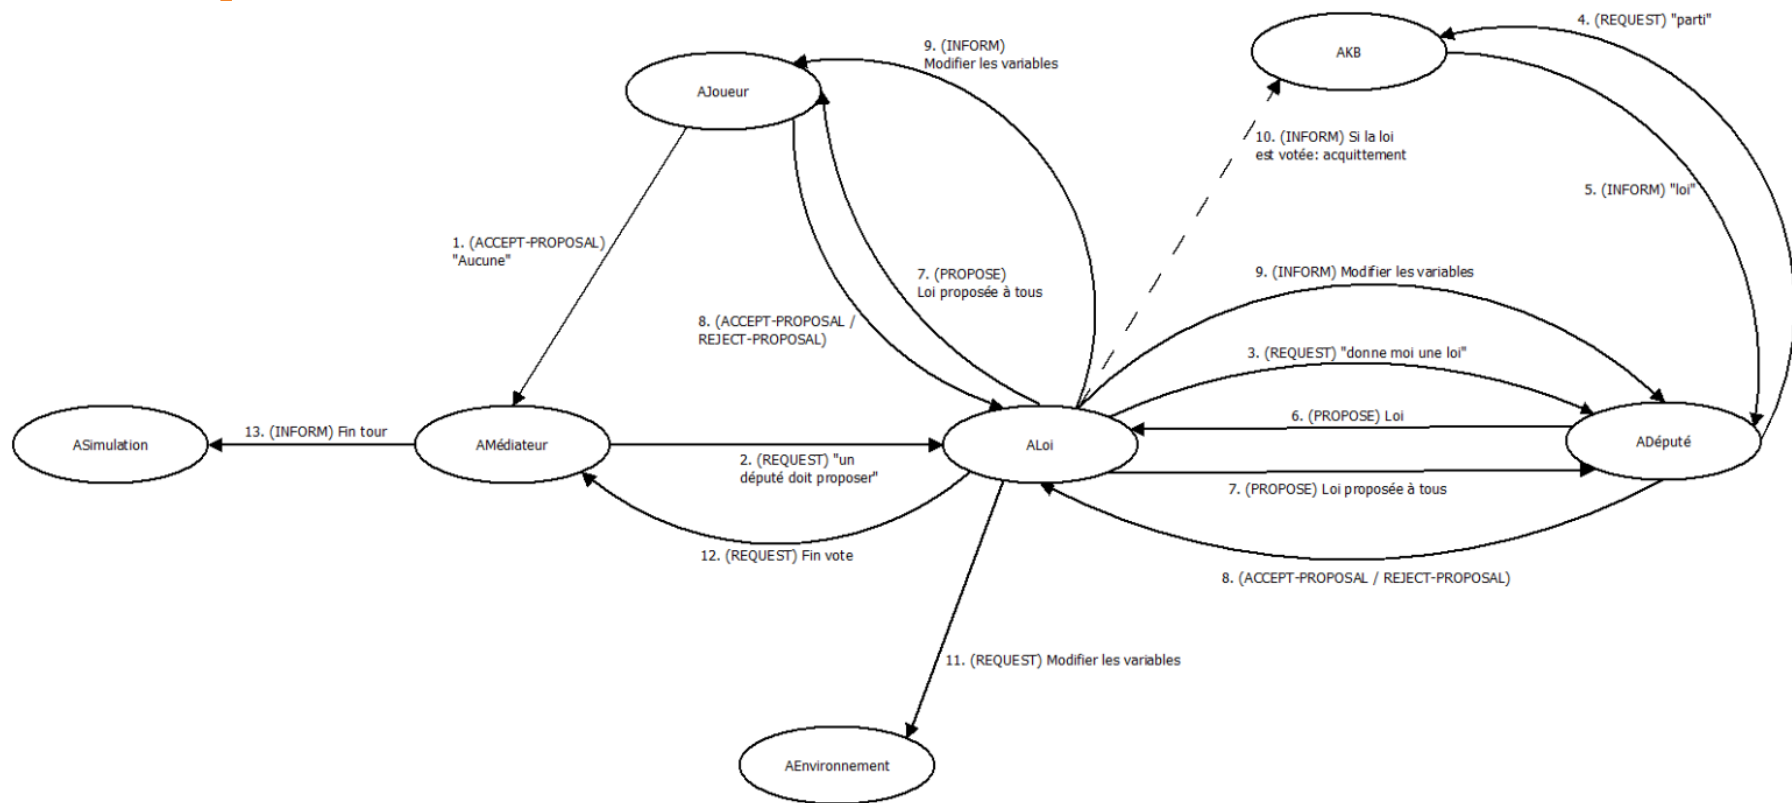 4. (REQUEST) "parti"
9. (INFORM)
Modifier les variables
AKB
AJoueur
10. (INFORM) Si la loi
est votée: acquittement
5. (INFORM) "loi"
1. (ACCEPT-PROPOSAL)
"Aucune"
7. (PROPOSE)
Loi proposée à tous
9. (INFORM) Modifier les variables
8. (ACCEPT-PROPOSAL /
REJECT-PROPOSAL)
3. (REQUEST) "donne moi une loi"
6. (PROPOSE) Loi
13. (INFORM) Fin tour
ASimulation
AMédiateur
ALoi
ADéputé
2. (REQUEST) "un
député doit proposer"
7. (PROPOSE) Loi proposée à tous
12. (REQUEST) Fin vote
8. (ACCEPT-PROPOSAL / REJECT-PROPOSAL)
11. (REQUEST) Modifier les variables
AEnvironnement